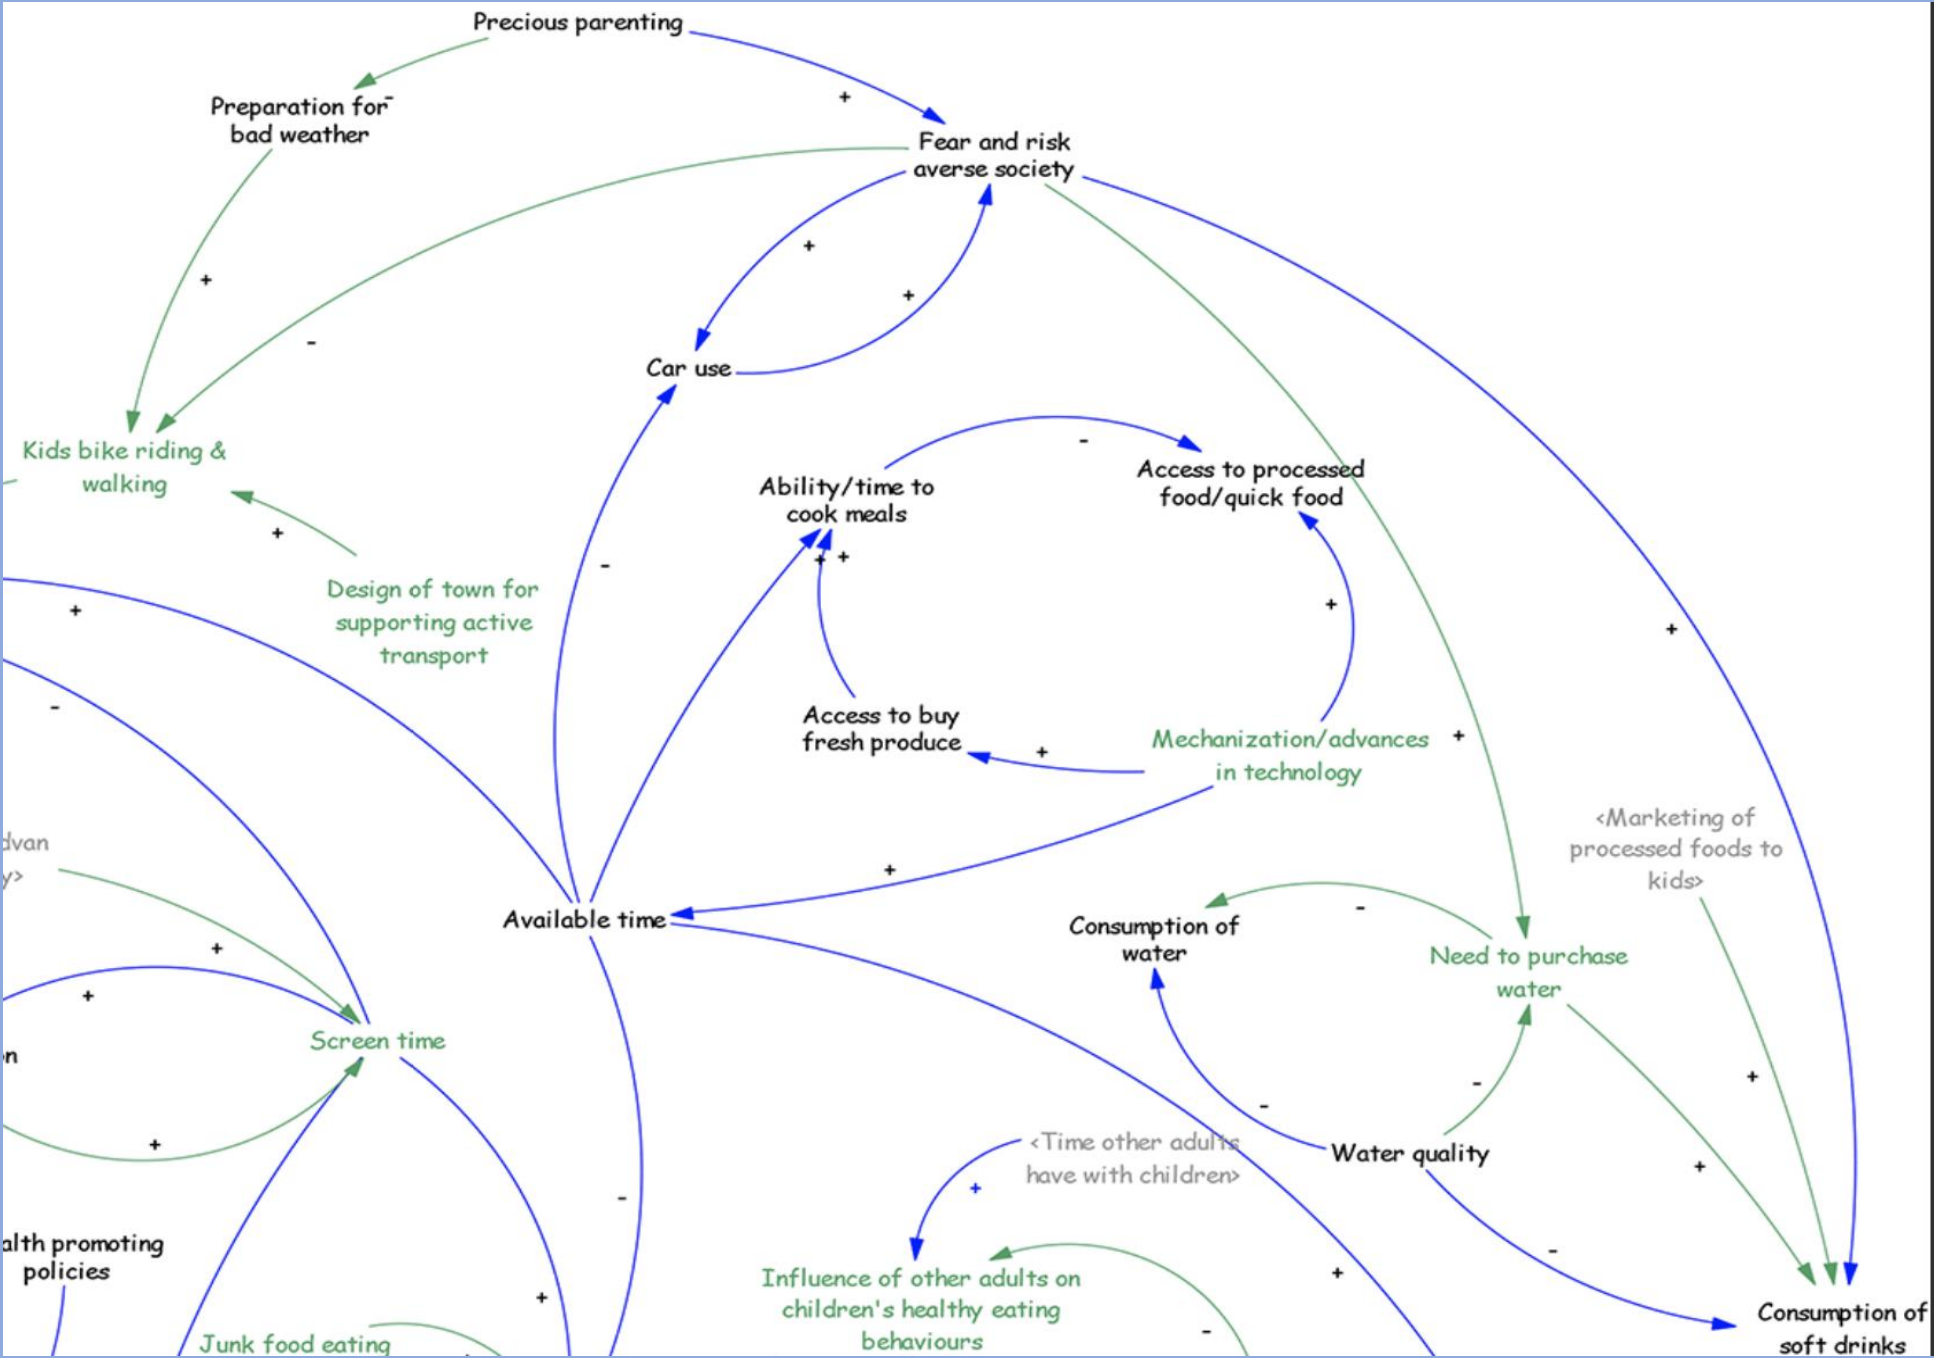 Precious parenting
Preparation for
bad weather
-
+
Fear and risk
averse society
+
+
+
-
Car use
Kids bike riding &
walking
-
Ability/time to
cook meals
Access to processed
food/quick food
+
+ +
-
Design of town for
supporting active
transport
+
+
+
-
Access to buy
fresh produce
+
Mechanization/advances
in technology
+
<Marketing of
processed foods to
kids>
dvan
y>
+
Available time
-
Consumption of
water
+
Need to purchase
water
+
n
Screen time
+
-
-
+
<Time other adults
have with children>
Water quality
+
+
-
alth promoting
policies
-
+
Influence of other adults on
children's healthy eating
behaviours
+
-
Consumption of
soft drinks
Junk food eating